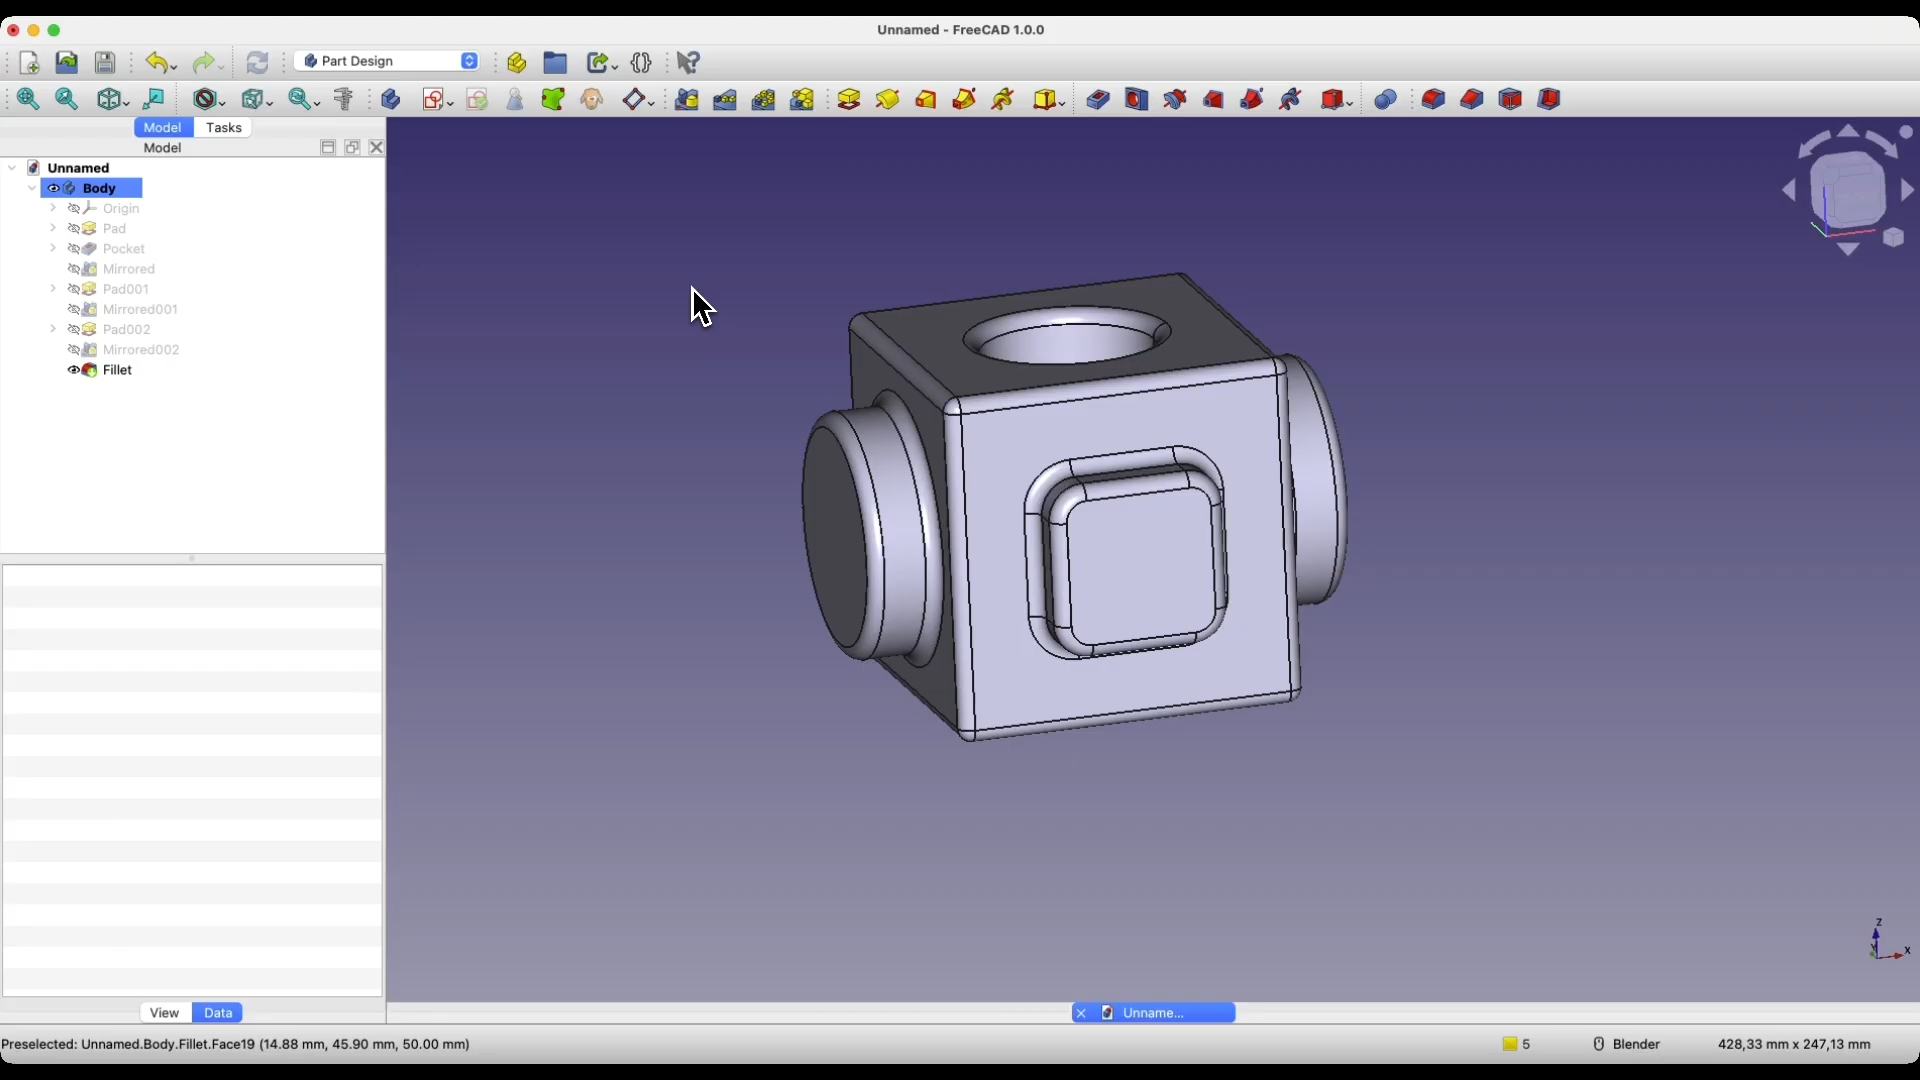 Unnamed - FreeCAD 1.0.0
Part Design
Model Tasks
Model
Unnamed
Body
Origin
Pad
Pocket
Mirrored
Pad001
Mirrored001
Pad002
Mirrored002
Fillet
View Data
Unname...
Z
Y
X
Preselected: Unnamed.Body.Fillet.Face19 (14.88 mm, 45.90 mm, 50.00 mm)
5
Blender
428,33 mm x 247,13 mm